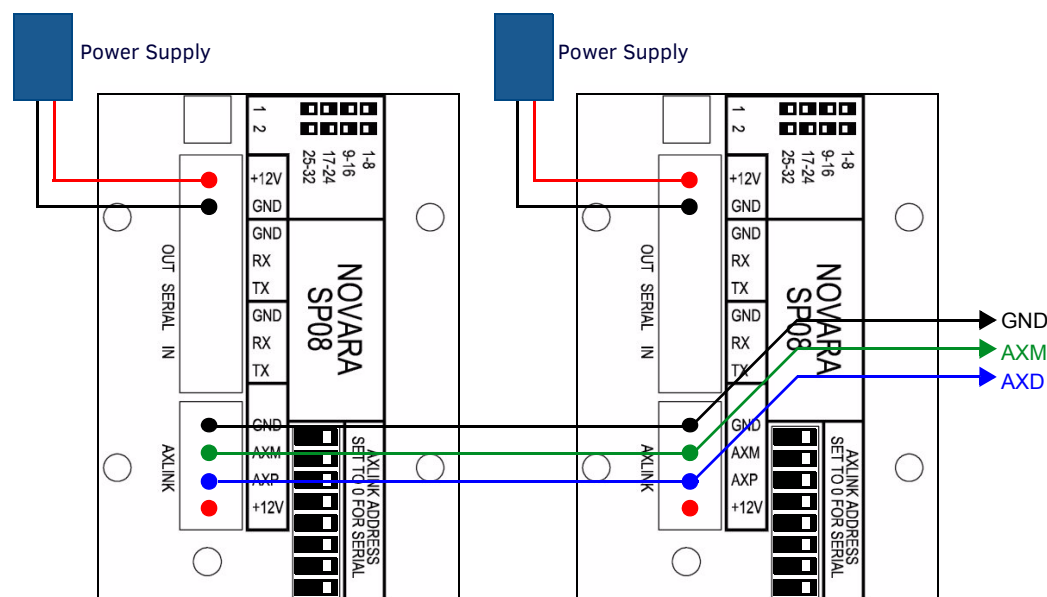 Power Supply
1
2
25-32
17-24
9-16
1-8
+12V
GND
GND
RX
TX
GND
RX
TX
OUT SERIAL IN
NOVARA
SP08
GND
AXM
AXP
+12V
AXLINK
AXLINK ADDRESS
SET TO 0 FOR SERIAL
Power Supply
1
2
25-32
17-24
9-16
1-8
+12V
GND
GND
RX
TX
GND
RX
TX
OUT SERIAL IN
NOVARA
SP08
GND
AXM
AXP
+12V
AXLINK
AXLINK ADDRESS
SET TO 0 FOR SERIAL
GND
AXM
AXD